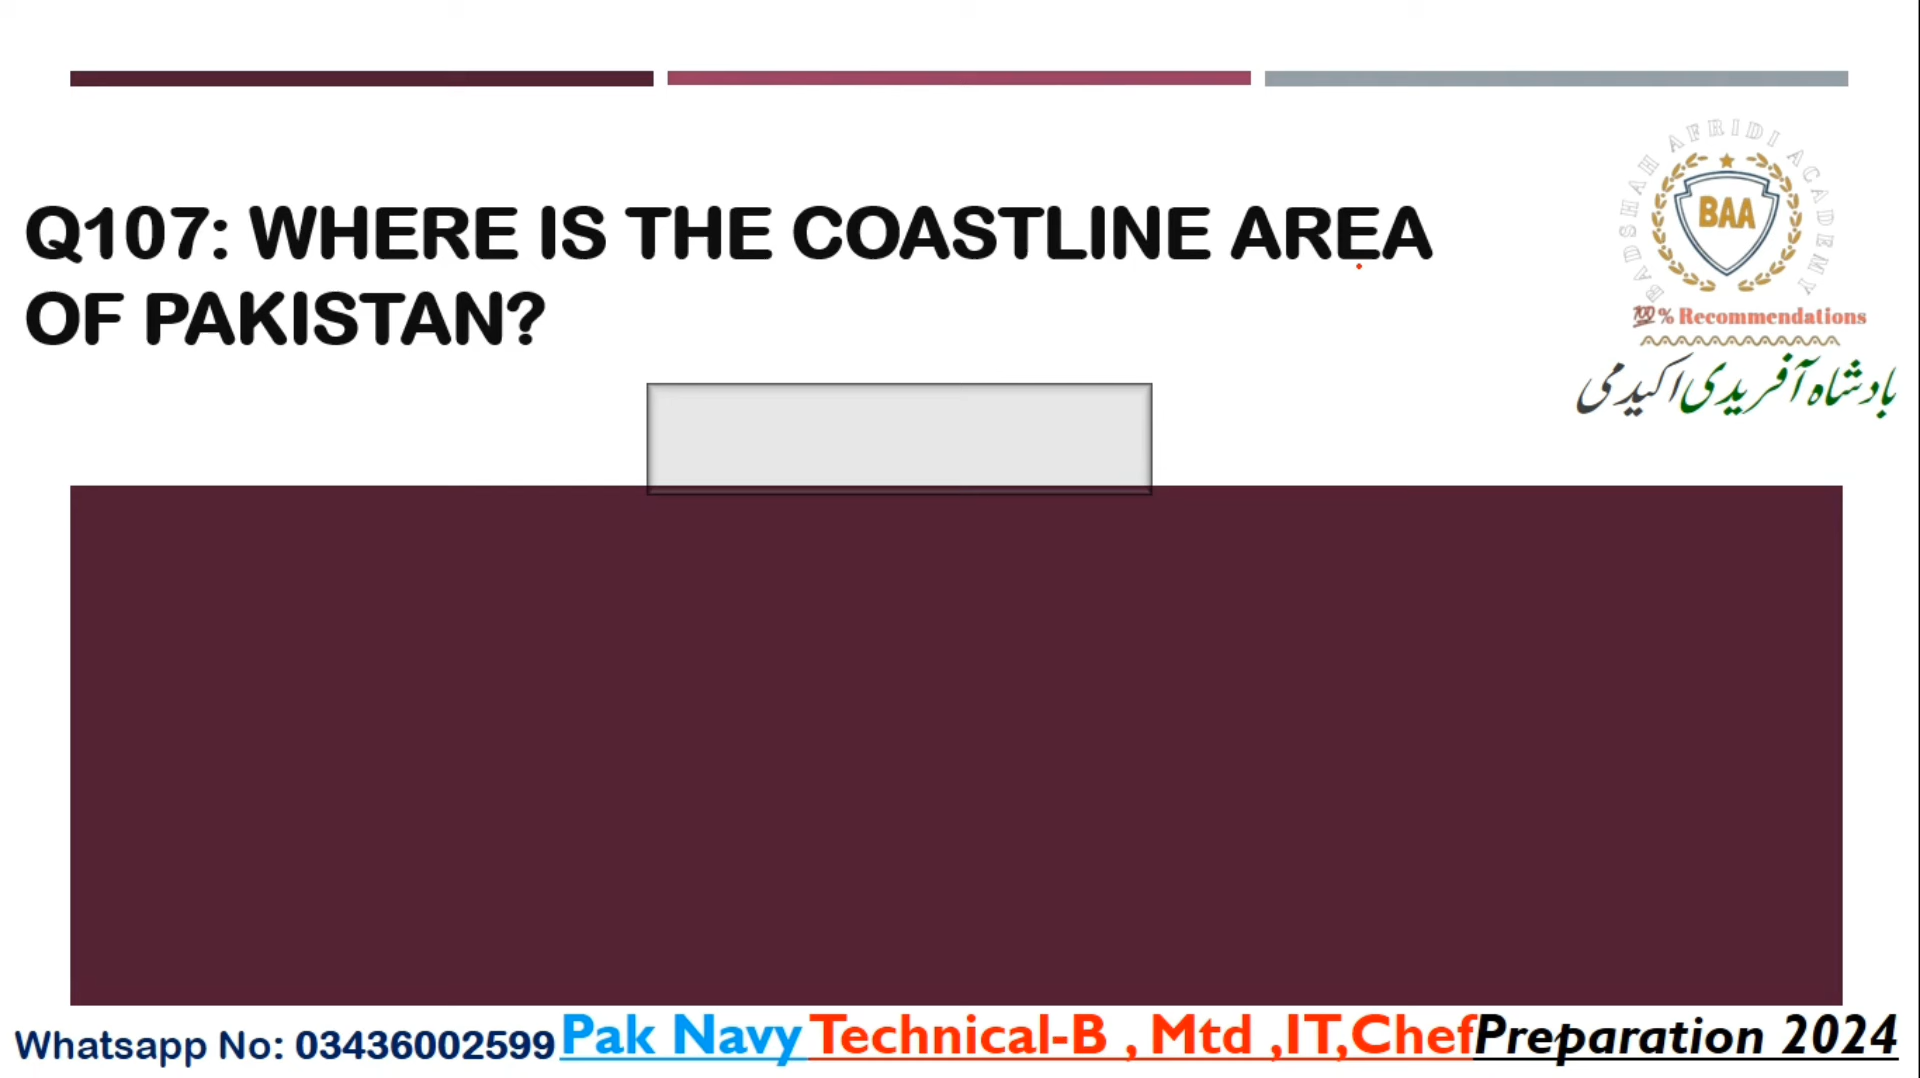 BADSHAH AFRIDI ACADEMY
BAA
Q107: WHERE IS THE COASTLINE AREA
OF PAKISTAN?
💯% Recommendations
بادشاہ آفریدی اکیڈمی
Whatsapp No: 03436002599 Pak Navy Technical-B , Mtd ,IT,Chef Preparation 2024